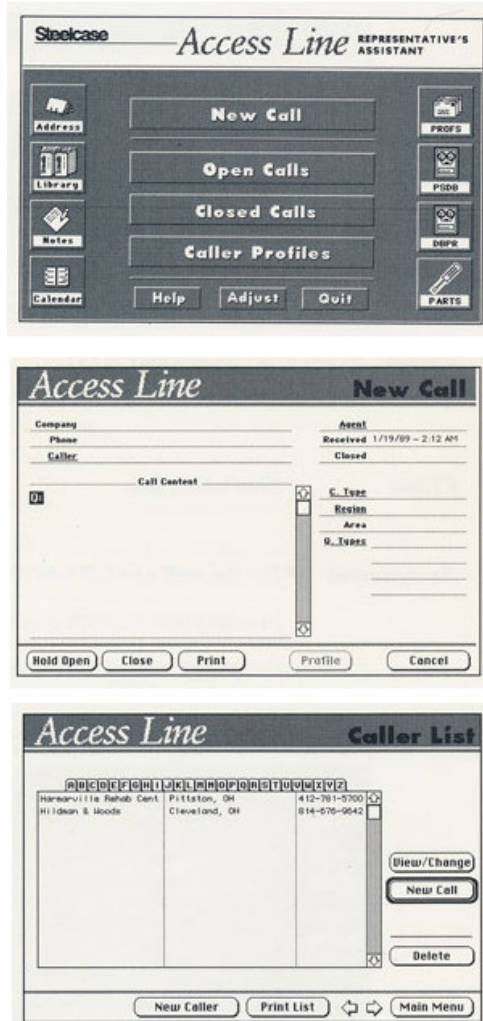 Steelcase Access Line REPRESENTATIVE'S ASSISTANT
Address
Library
Notes
Calendar
New Call
Open Calls
Closed Calls
Caller Profiles
Help Adjust Quit
PROFS
PSDB
DBPR
PARTS
Access Line New Call
Company
Phone
Caller
Agent
Received 1/19/89 – 2:12 AM
Closed
Call Content
Q:
C. Type
Region
Area
Q. Types
Hold Open Close Print Profile Cancel
Access Line Caller List
A B C D E F G H I J K L M N O P Q R S T U V W X Y Z
Harmarville Rehab Cent Pittston, OH 412-781-5700
Hildman & Woods Cleveland, OH 814-676-9642
View/Change
New Call
Delete
New Caller Print List Main Menu